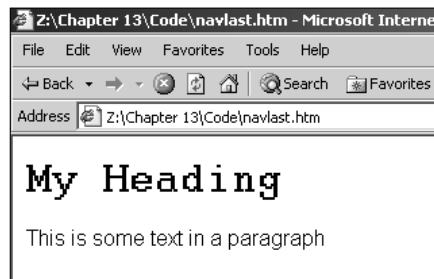 Z:\Chapter 13\Code\navlast.htm - Microsoft Interne
File Edit View Favorites Tools Help
Back Search Favorites
Address Z:\Chapter 13\Code\navlast.htm
My Heading
This is some text in a paragraph